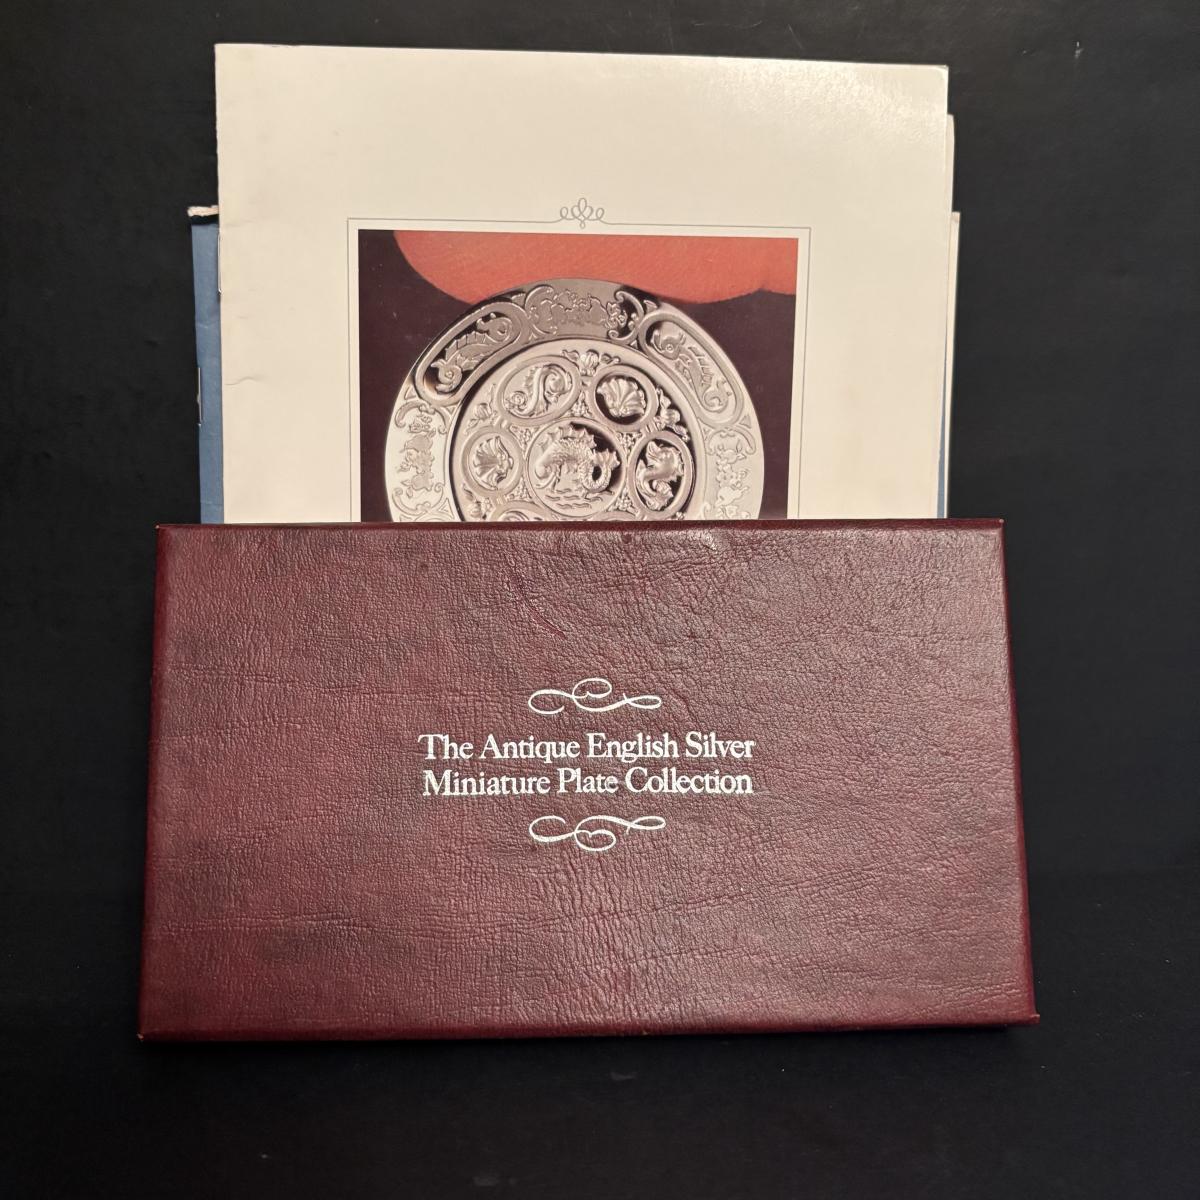 The Antique English Silver
Miniature Plate Collection